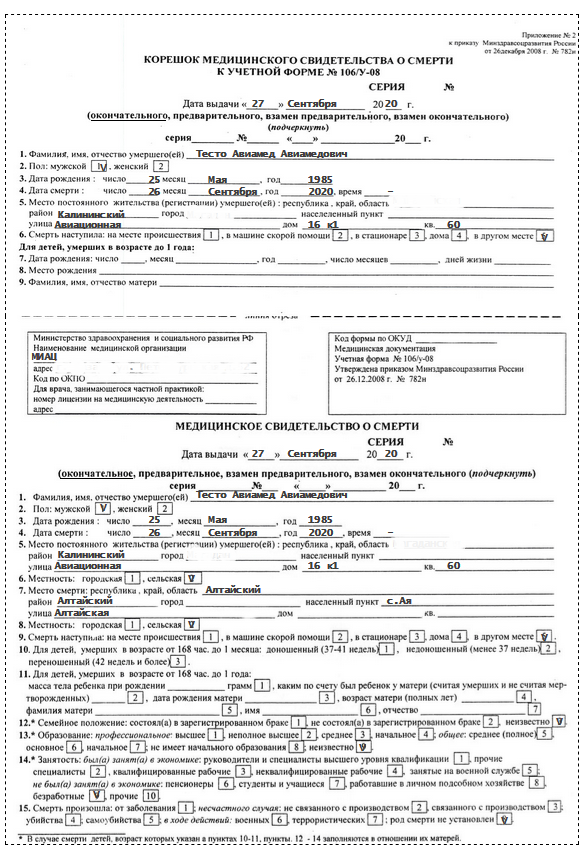 Приложение № 2
к приказу Минздравсоцразвития России
от 26декабря 2008 г. № 782н
КОРЕШОК МЕДИЦИНСКОГО СВИДЕТЕЛЬСТВА О СМЕРТИ
К УЧЕТНОЙ ФОРМЕ № 106/У-08
СЕРИЯ №
Дата выдачи « 27 » Сентября 20 20 г.
(окончательного, предварительного, взамен предварительного, взамен окончательного)
(подчеркнуть)
серия № « » 20 г.
1. Фамилия, имя, отчество умершего(ей) Тесто Авиамед Авиамедович
2. Пол: мужской 1V, женский 2
3. Дата рождения : число 25 месяц Мая , год 1985
4. Дата смерти : число 26 месяц Сентября, год 2020, время –
5. Место постоянного жительства (регистрации) умершего(ей) : республика , край, область
район Калининский город населенный пункт
улица Авиационная дом 16 к1 кв. 60
6. Смерть наступила: на месте происшествия 1 , в машине скорой помощи 2 , в стационаре 3 , дома 4 , в другом месте V
Для детей, умерших в возрасте до 1 года:
7. Дата рождения: число , месяц , год , число месяцев , дней жизни
8. Место рождения
9. Фамилия, имя, отчество матери
линия отреза
Министерство здравоохранения и социального развития РФ
Наименование медицинской организации
МИАЦ
адрес
Код по ОКПО
Для врача, занимающегося частной практикой:
номер лицензии на медицинскую деятельность
адрес
Код формы по ОКУД
Медицинская документация
Учетная форма № 106/у-08
Утверждена приказом Минздравсоцразвития России
от 26.12.2008 г. № 782н
МЕДИЦИНСКОЕ СВИДЕТЕЛЬСТВО О СМЕРТИ
СЕРИЯ №
Дата выдачи « 27 » Сентября 20 20 г.
(окончательное, предварительное, взамен предварительного, взамен окончательного (подчеркнуть)
серия № « » 20 г.
1. Фамилия, имя, отчество умершего(ей) Тесто Авиамед Авиамедович
2. Пол: мужской V , женский 2
3. Дата рождения : число 25 , месяц Мая , год 1985
4. Дата смерти : число 26 , месяц Сентября , год 2020 , время –
5. Место постоянного жительства (регистрации) умершего(ей) : республика , край, область
район Калининский город населенный пункт
улица Авиационная дом 16 к1 кв. 60
6. Местность: городская 1 , сельская V
7. Место смерти: республика , край, область Алтайский
район Алтайский город населенный пункт с.Ая
улица Алтайская дом кв.
8. Местность: городская 1 , сельская V
9. Смерть наступила: на месте происшествия 1 , в машине скорой помощи 2 , в стационаре 3 , дома 4 , в другом месте V .
10. Для детей, умерших в возрасте от 168 час. до 1 месяца: доношенный (37-41 недель) 1 , недоношенный (менее 37 недель) 2 ,
переношенный (42 недель и более) 3 .
11. Для детей, умерших в возрасте от 168 час. до 1 года:
масса тела ребенка при рождении грамм 1 , каким по счету был ребенок у матери (считая умерших и не считая мер-
творожденных) 2 , дата рождения матери 3 , возраст матери (полных лет) 4 ,
фамилия матери 5 , имя 6 , отчество 7
12.* Семейное положение: состоял(а) в зарегистрированном браке 1 , не состоял(а) в зарегистрированном браке 2 , неизвестно V .
13.* Образование: профессиональное: высшее 1 , неполное высшее 2 , среднее 3 , начальное 4 ; общее: среднее (полное) 5 ,
основное 6 , начальное 7 ; не имеет начального образования 8 ; неизвестно V .
14.* Занятость: был(а) занят(а) в экономике: руководители и специалисты высшего уровня квалификации 1 , прочие
специалисты 2 , квалифицированные рабочие 3 , неквалифицированные рабочие 4 , занятые на военной службе 5 ;
не был(а) занят(а) в экономике: пенсионеры 6 , студенты и учащиеся 7 , работавшие в личном подсобном хозяйстве 8 ,
безработные V , прочие 10 .
15. Смерть произошла: от заболевания 1 ; несчастного случая: не связанного с производством 2 , связанного с производством 3 ;
убийства 4 ; самоубийства 5 ; в ходе действий: военных 6 , террористических 7 ; род смерти не установлен V .
* В случае смерти детей, возраст которых указан а пунктах 10-11, пункты. 12 - 14 заполняются в отношении их матерей.